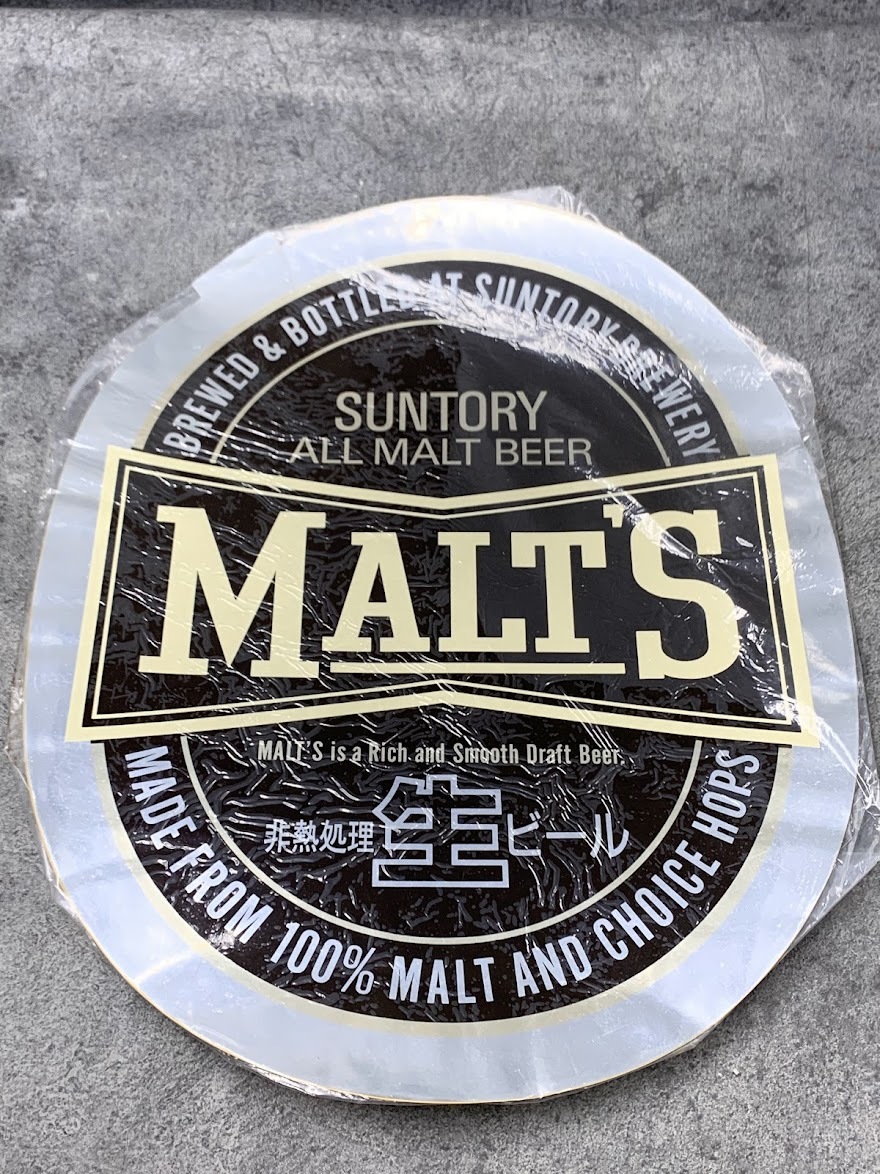 BREWED & BOTTLED AT SUNTORY BREWERY
SUNTORY
ALL MALT BEER
MALT'S
MALT'S is a Rich and Smooth Draft Beer.
非熱処理 生 ビール
MADE FROM 100% MALT AND CHOICE HOPS